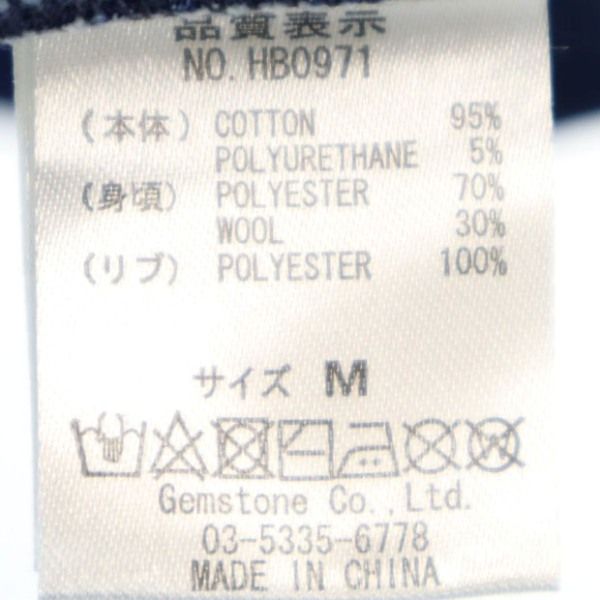 品質表示
NO. HB0971
(本体) COTTON 95%
POLYURETHANE 5%
(身頃) POLYESTER 70%
WOOL 30%
(リブ) POLYESTER 100%
サイズ M
Gemstone Co.,Ltd.
03-5335-6778
MADE IN CHINA